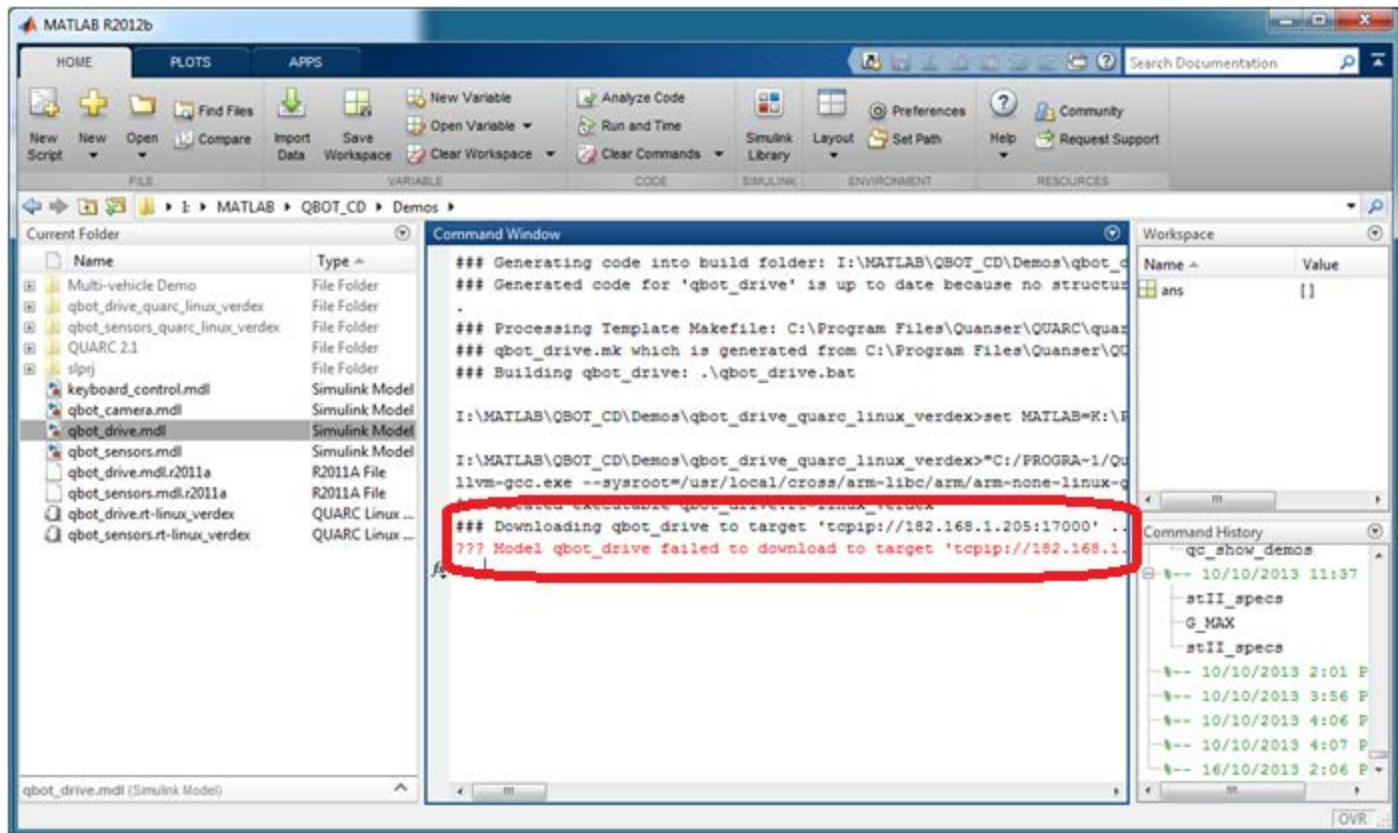 MATLAB R2012b
HOME PLOTS APPS
Search Documentation
New Script
New
Open
Find Files
Compare
Import Data
Save Workspace
New Variable
Open Variable
Clear Workspace
Analyze Code
Run and Time
Clear Commands
Simulink Library
Layout
Preferences
Set Path
Help
Community
Request Support
FILE VARIABLE CODE SIMULINK ENVIRONMENT RESOURCES
I: MATLAB QBOT_CD Demos
Current Folder
Name Type
Multi-vehicle Demo File Folder
qbot_drive_quarc_linux_verdex File Folder
qbot_sensors_quarc_linux_verdex File Folder
QUARC 2.1 File Folder
slprj File Folder
keyboard_control.mdl Simulink Model
qbot_camera.mdl Simulink Model
qbot_drive.mdl Simulink Model
qbot_sensors.mdl Simulink Model
qbot_drive.mdl.r2011a R2011A File
qbot_sensors.mdl.r2011a R2011A File
qbot_drive.rt-linux_verdex QUARC Linux ...
qbot_sensors.rt-linux_verdex QUARC Linux ...
qbot_drive.mdl (Simulink Model)
Command Window
### Generating code into build folder: I:\MATLAB\QBOT_CD\Demos\qbot_d
### Generated code for 'qbot_drive' is up to date because no structur
.
### Processing Template Makefile: C:\Program Files\Quanser\QUARC\quar
### qbot_drive.mk which is generated from C:\Program Files\Quanser\QU
### Building qbot_drive: .\qbot_drive.bat
I:\MATLAB\QBOT_CD\Demos\qbot_drive_quarc_linux_verdex>set MATLAB=K:\P
I:\MATLAB\QBOT_CD\Demos\qbot_drive_quarc_linux_verdex>"C:/PROGRA~1/Qu
llvm-gcc.exe --sysroot=/usr/local/cross/arm-libc/arm/arm-none-linux-g
created executable qbot_drive.rt-linux_verdex
### Downloading qbot_drive to target 'tcpip://182.168.1.205:17000' ..
??? Model qbot_drive failed to download to target 'tcpip://182.168.1.
fx
Workspace
Name Value
ans []
Command History
qc_show_demos
%-- 10/10/2013 11:37
stII_specs
G_MAX
stII_specs
%-- 10/10/2013 2:01 P
%-- 10/10/2013 3:56 P
%-- 10/10/2013 4:06 P
%-- 10/10/2013 4:07 P
%-- 16/10/2013 2:06 P
OVR